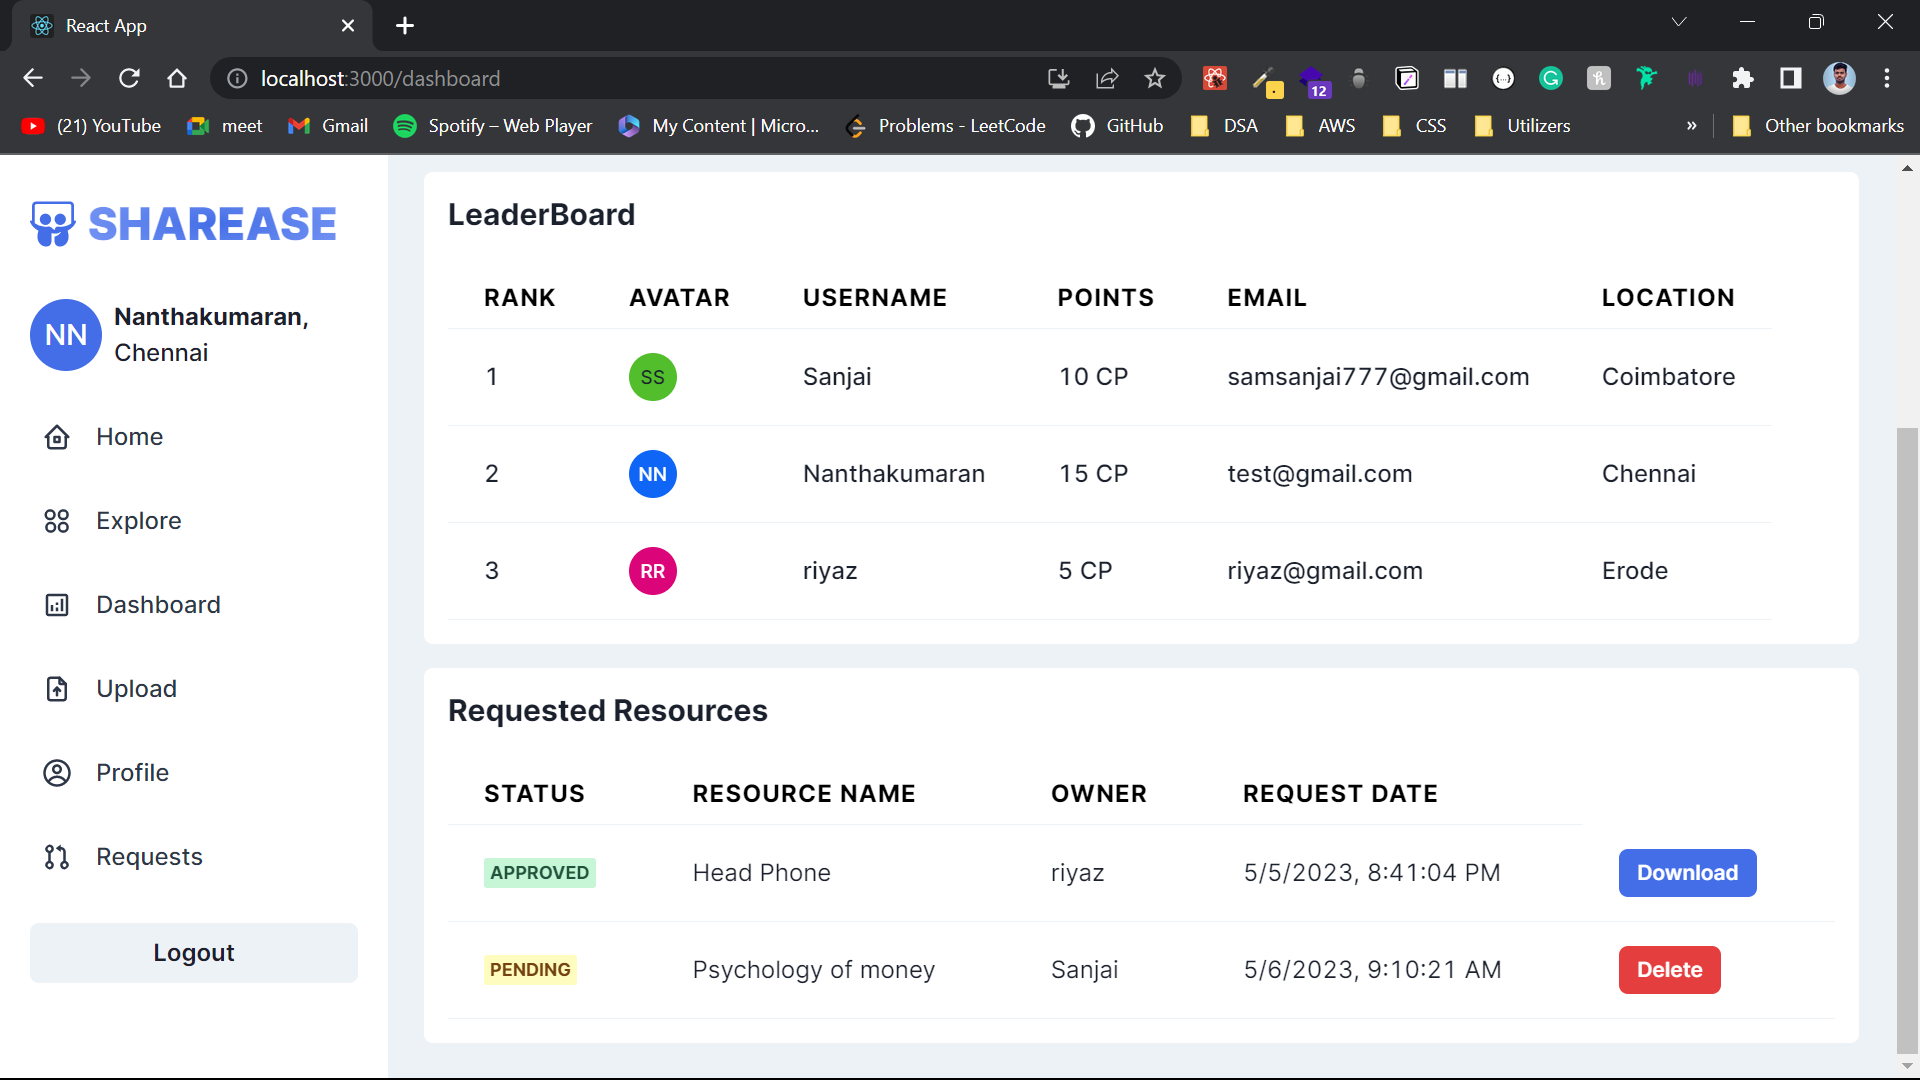 React App
localhost:3000/dashboard
12
(21) YouTube meet Gmail Spotify – Web Player My Content | Micro... Problems - LeetCode GitHub DSA AWS CSS Utilizers » Other bookmarks
SHAREASE
NN
Nanthakumaran,
Chennai
Home
Explore
Dashboard
Upload
Profile
Requests
Logout
LeaderBoard
RANK AVATAR USERNAME POINTS EMAIL LOCATION
1 SS Sanjai 10 CP samsanjai777@gmail.com Coimbatore
2 NN Nanthakumaran 15 CP test@gmail.com Chennai
3 RR riyaz 5 CP riyaz@gmail.com Erode
Requested Resources
STATUS RESOURCE NAME OWNER REQUEST DATE
APPROVED Head Phone riyaz 5/5/2023, 8:41:04 PM Download
PENDING Psychology of money Sanjai 5/6/2023, 9:10:21 AM Delete